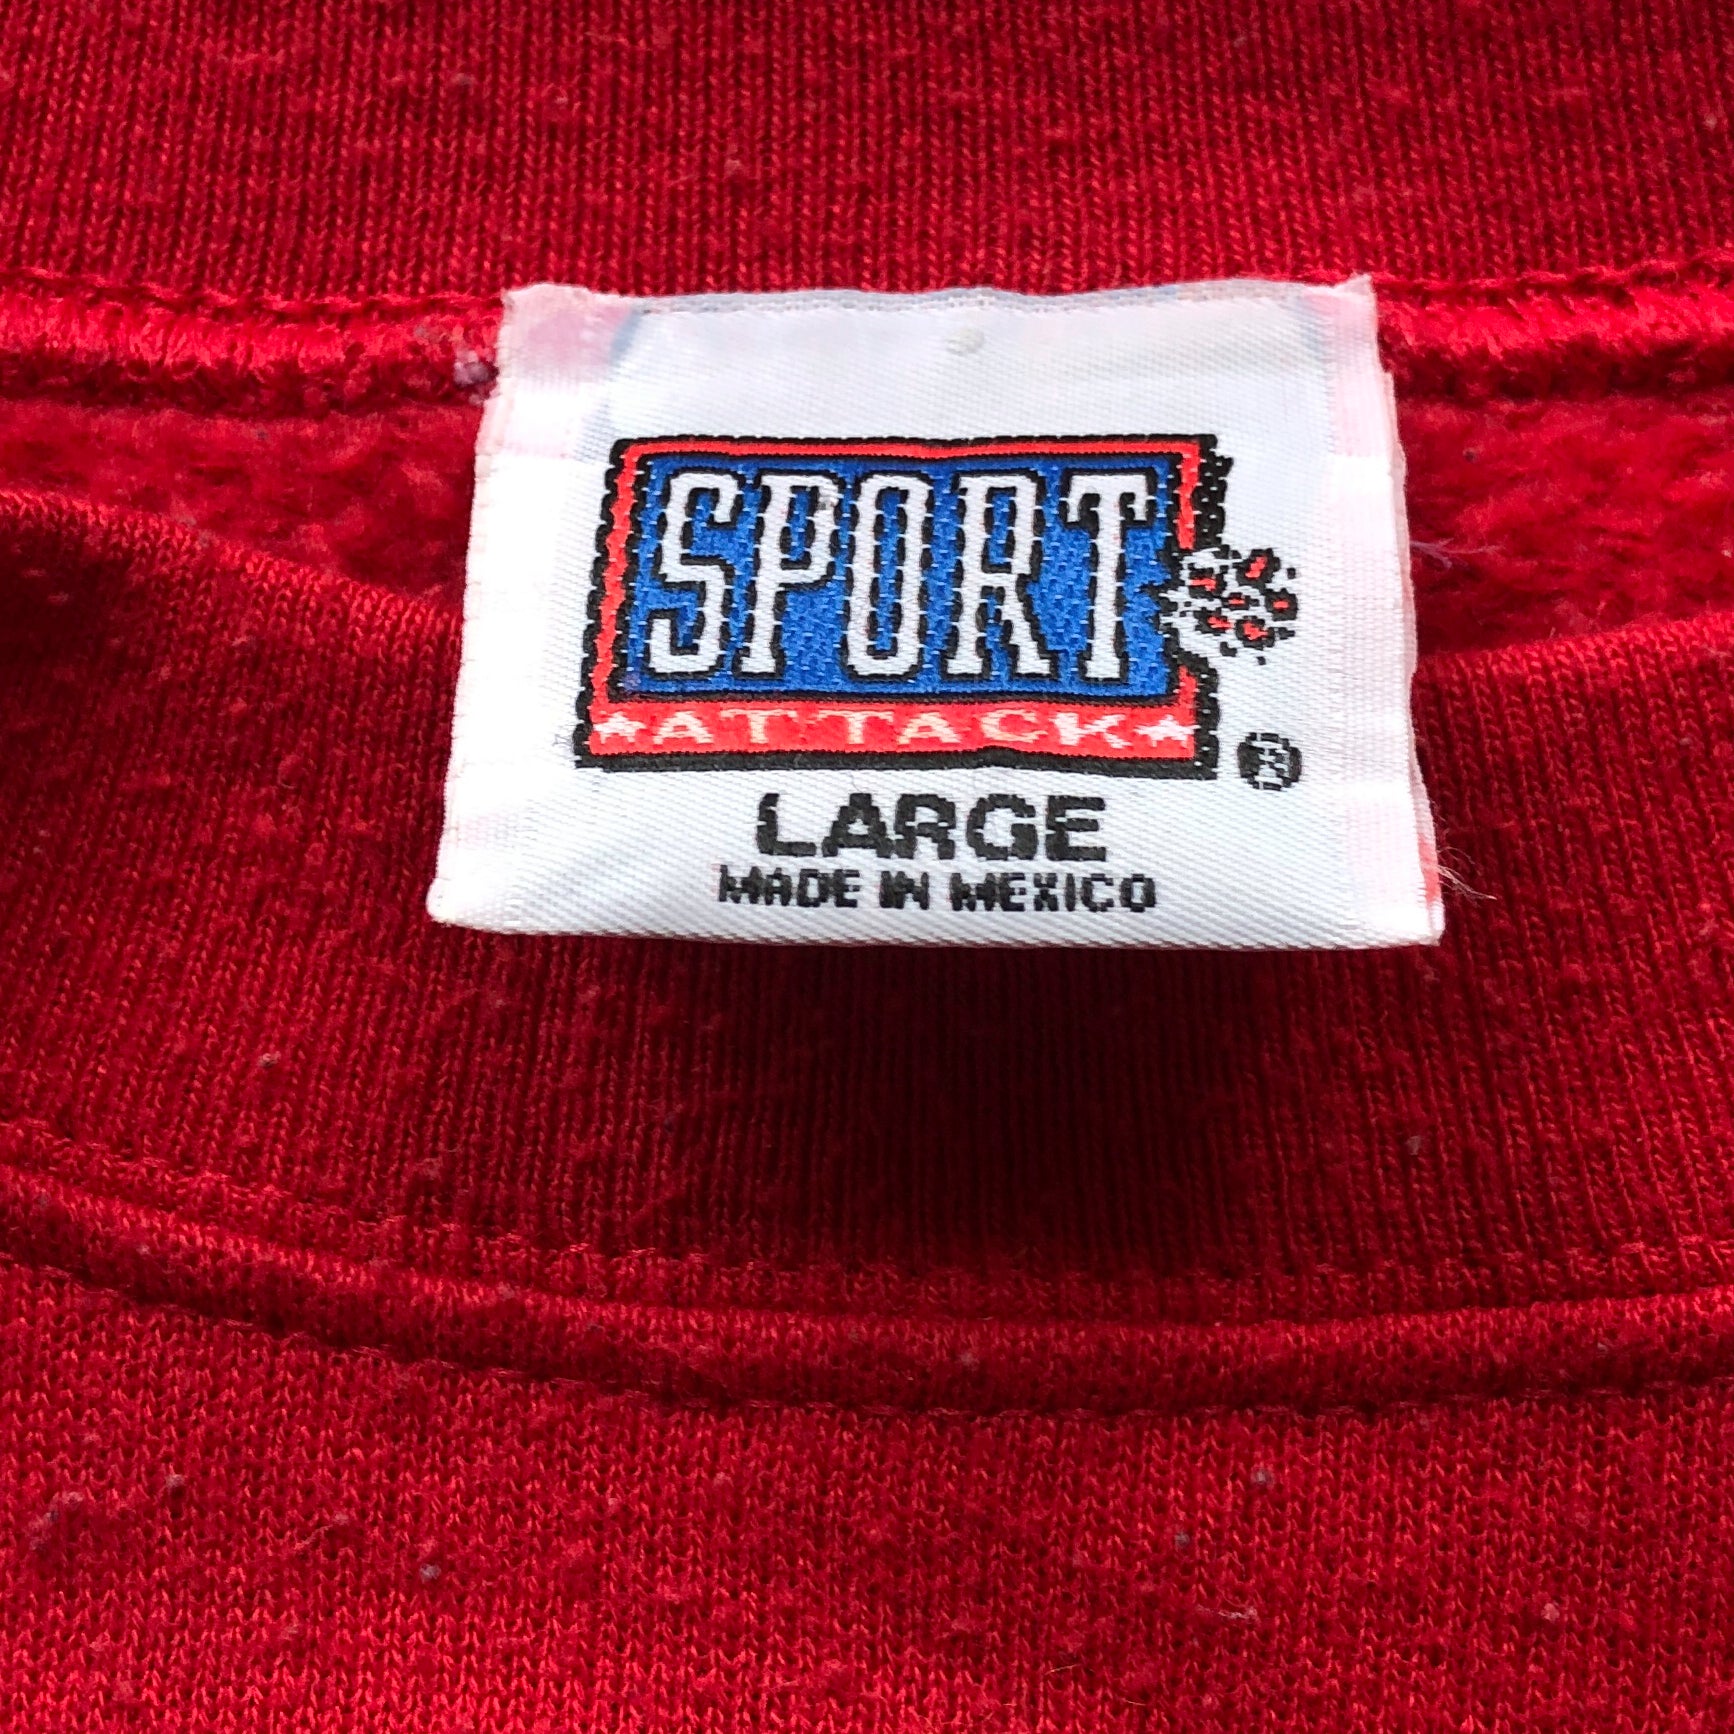 SPORT
ATTACK
®
LARGE
MADE IN MEXICO